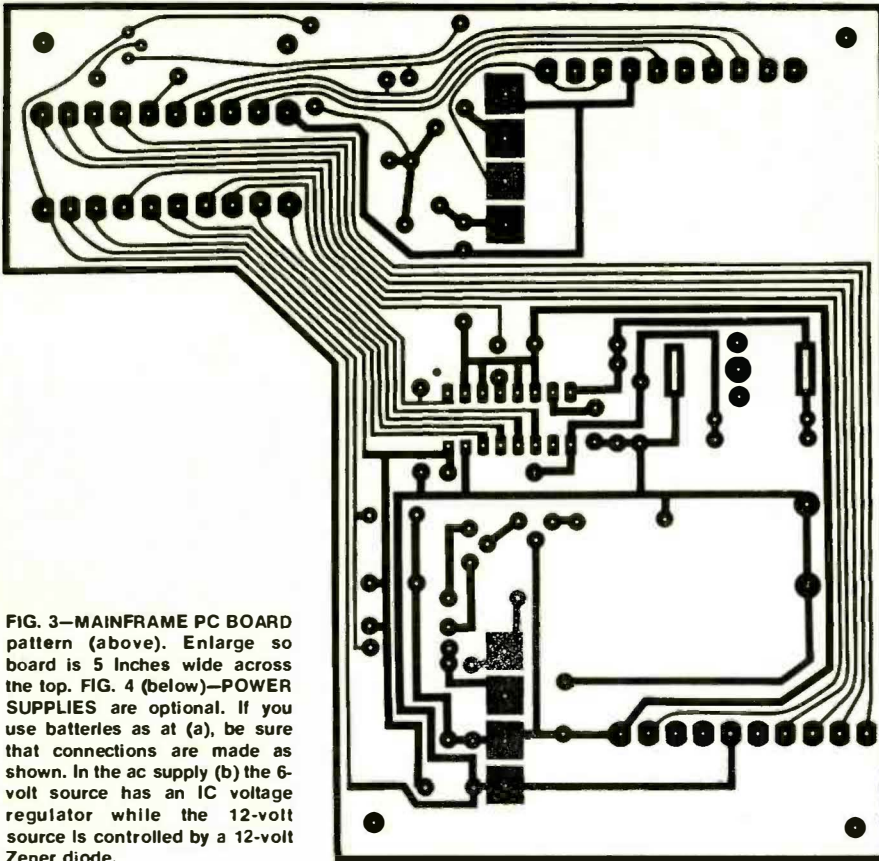 FIG. 3—MAINFRAME PC BOARD
pattern (above). Enlarge so
board is 5 Inches wide across
the top. FIG. 4 (below)—POWER
SUPPLIES are optional. If you
use batteries as at (a), be sure
that connections are made as
shown. In the ac supply (b) the 6-
volt source has an IC voltage
regulator while the 12-volt
source is controlled by a 12-volt
Zener diode.